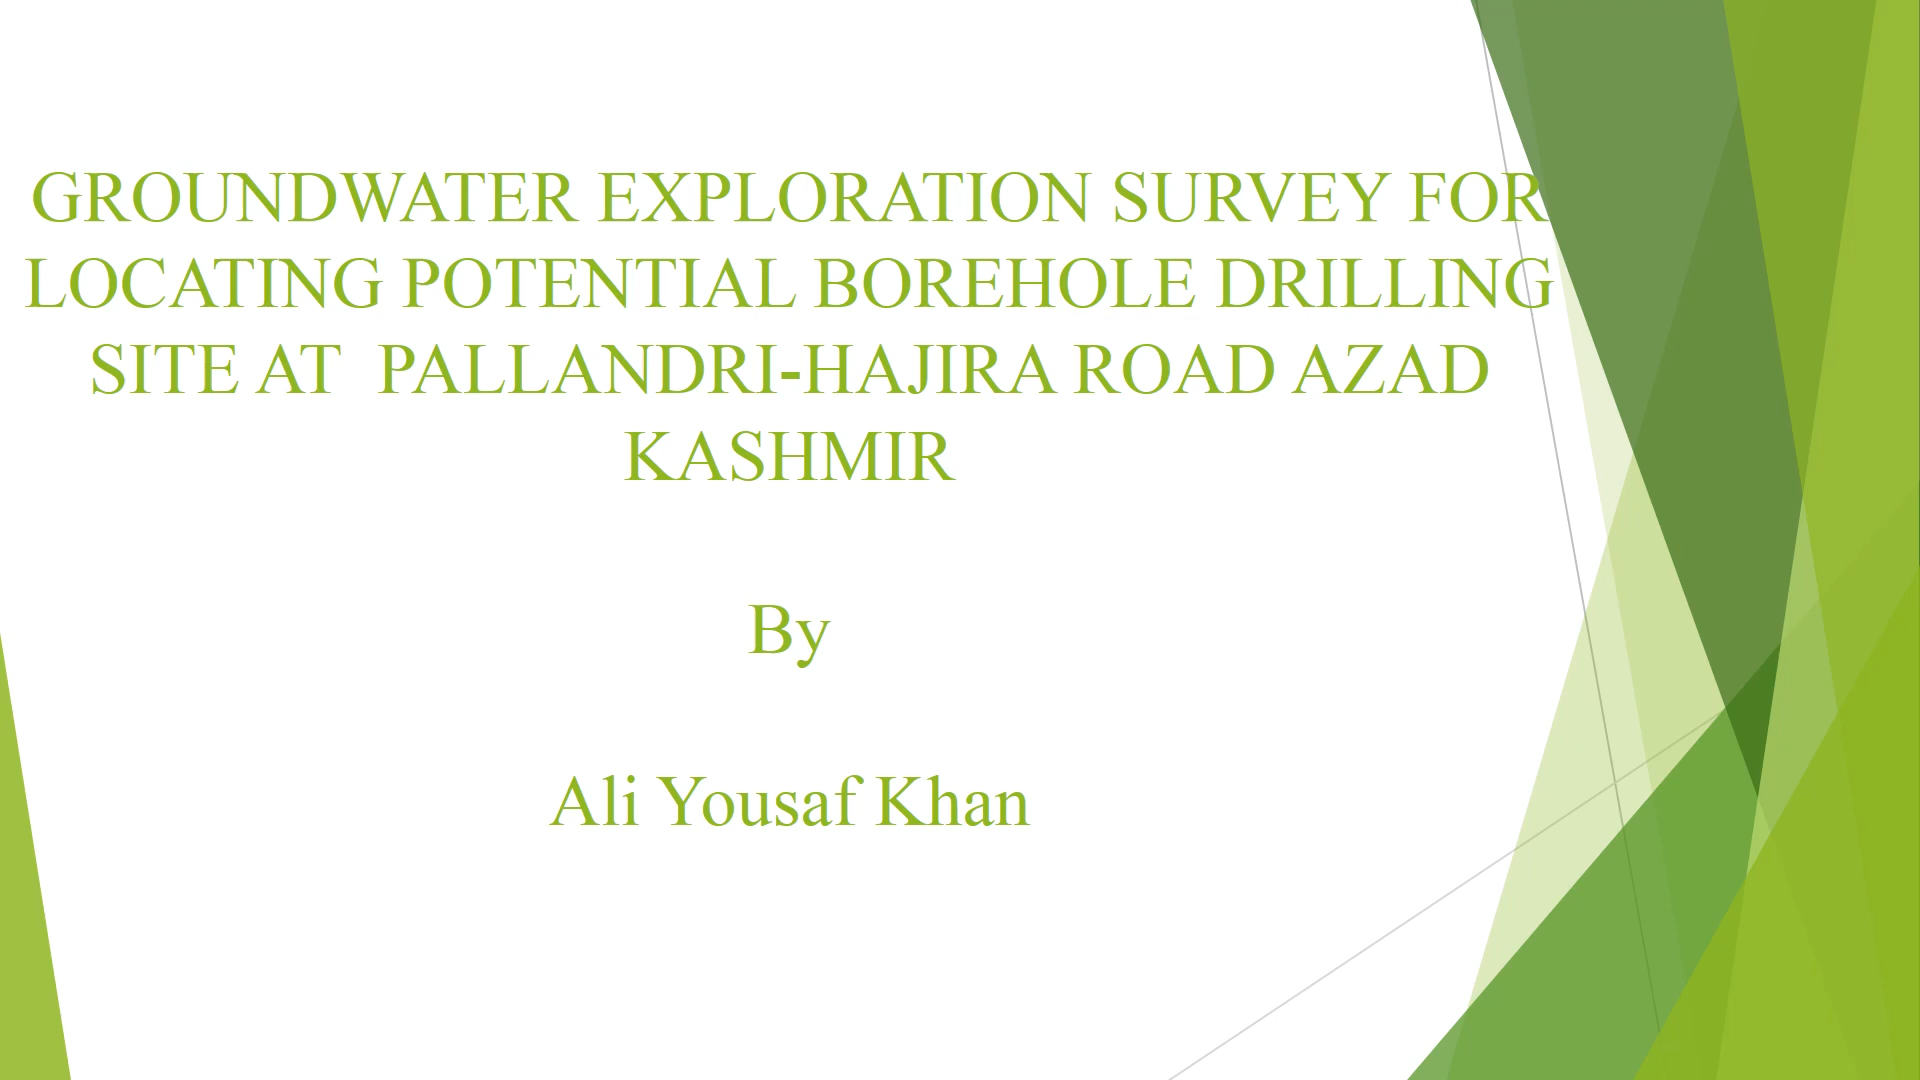 GROUNDWATER EXPLORATION SURVEY FOR
LOCATING POTENTIAL BOREHOLE DRILLING
SITE AT  PALLANDRI-HAJIRA ROAD AZAD
KASHMIR
By
Ali Yousaf Khan